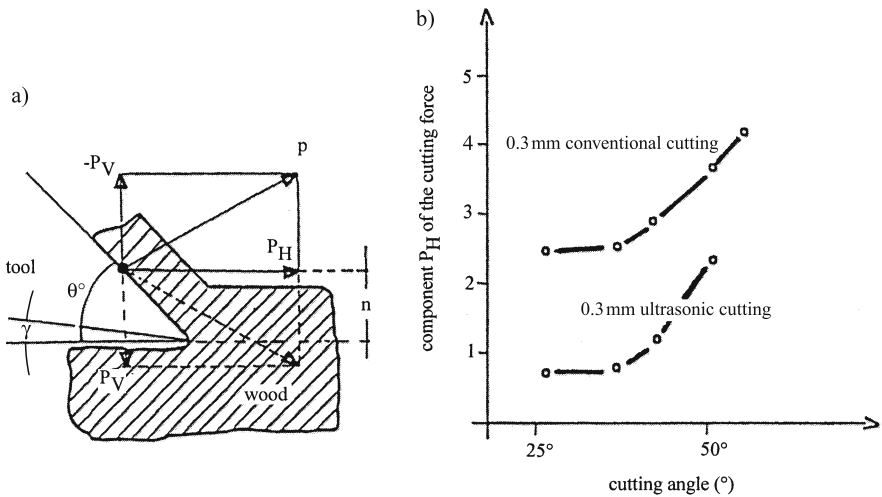 a)
-P_V
p
P_H
tool
θ°
n
γ
P_V
wood
b)
component P_H of the cutting force
5
4
3
2
1
0.3 mm conventional cutting
0.3 mm ultrasonic cutting
25°
50°
cutting angle (°)